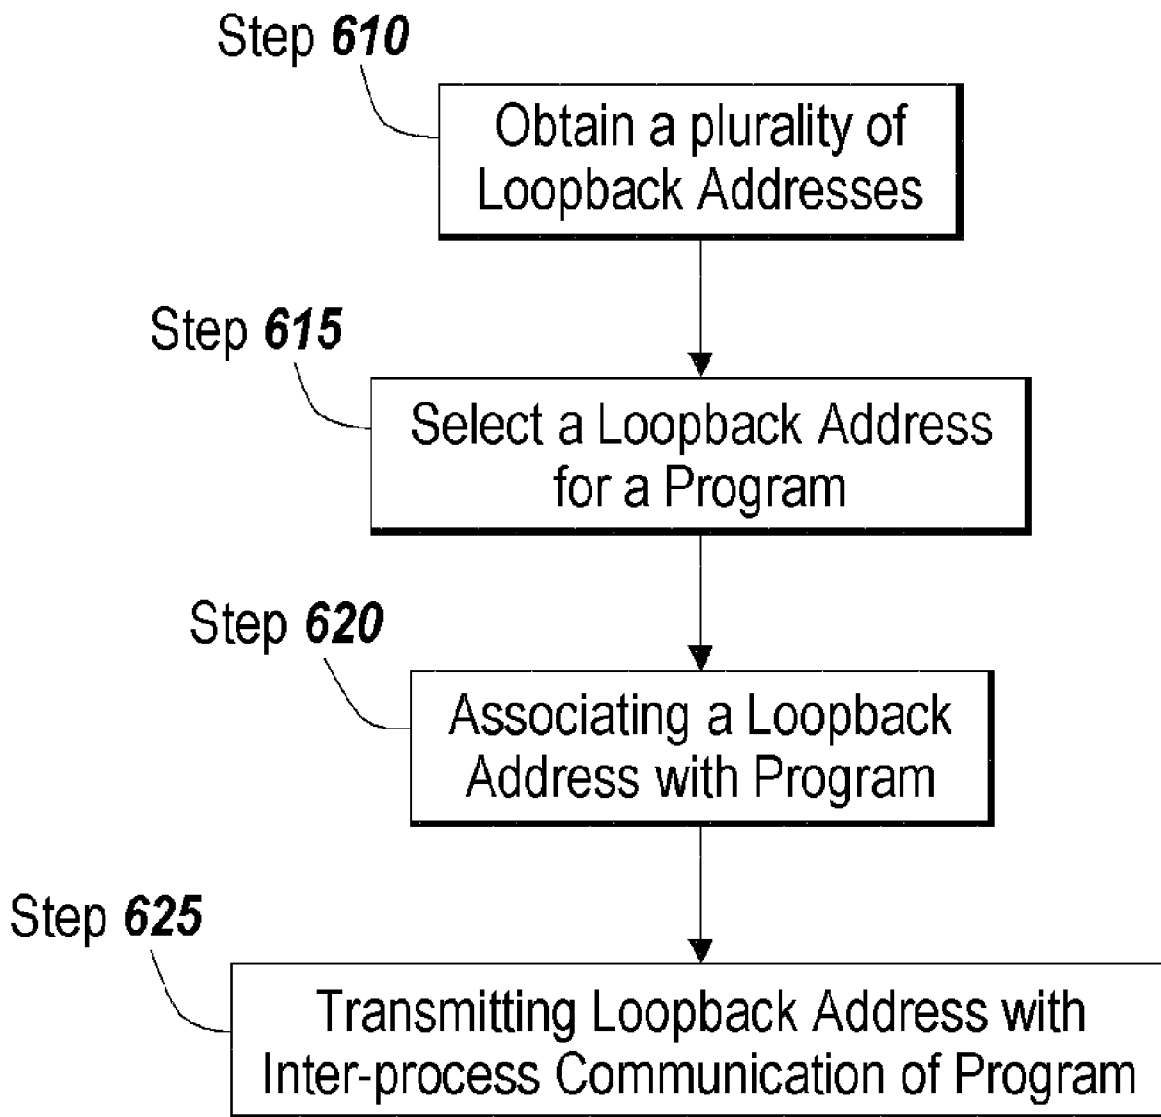 Step 610
Obtain a plurality of
Loopback Addresses
Step 615
Select a Loopback Address
for a Program
Step 620
Associating a Loopback
Address with Program
Step 625
Transmitting Loopback Address with
Inter-process Communication of Program